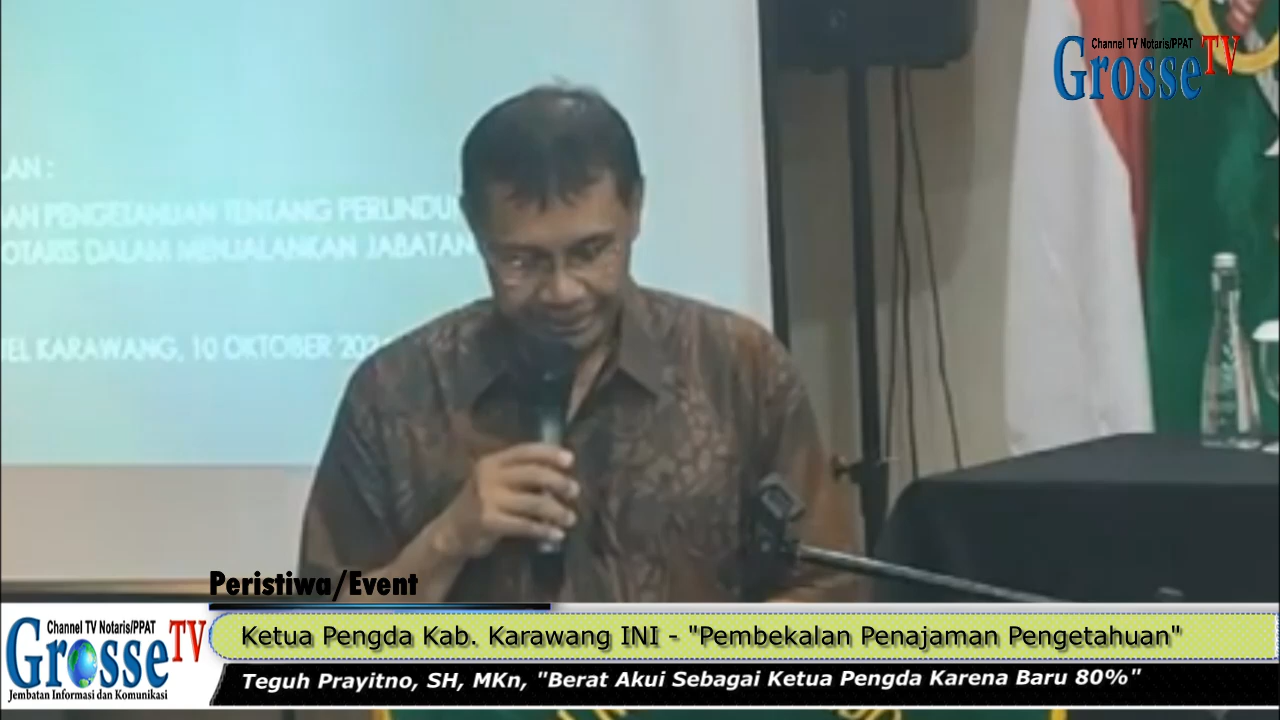 Channel TV Notaris/PPAT
Grosse TV
LAN :
AH PENGETAHUAN TENTANG PERLINDU
OTARIS DALAM MENJALANKAN JABATAN
TEL KARAWANG, 10 OKTOBER
Peristiwa/Event
Channel TV Notaris/PPAT
Grosse TV
Jembatan Informasi dan Komunikasi
Ketua Pengda Kab. Karawang INI - "Pembekalan Penajaman Pengetahuan"
Teguh Prayitno, SH, MKn, "Berat Akui Sebagai Ketua Pengda Karena Baru 80%"